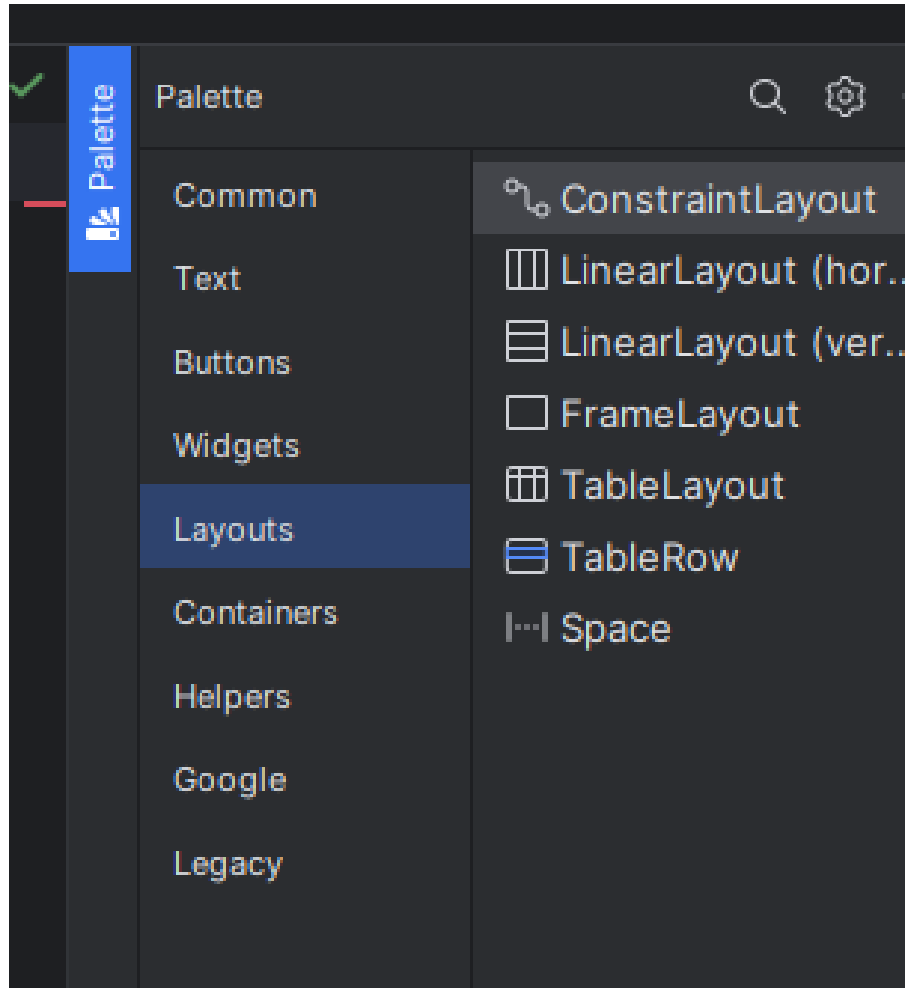 Palette
Palette
Common
Text
Buttons
Widgets
Layouts
Containers
Helpers
Google
Legacy
ConstraintLayout
LinearLayout (hor...
LinearLayout (ver...
FrameLayout
TableLayout
TableRow
Space